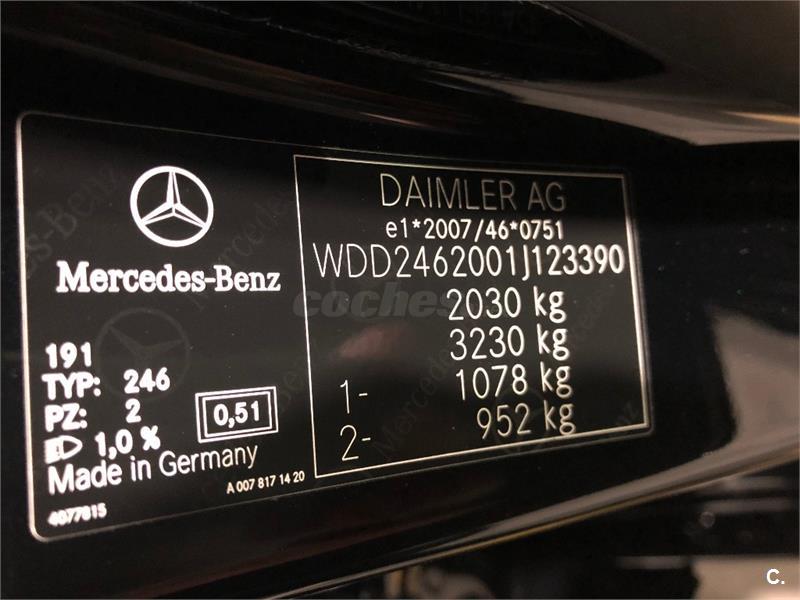 Mercedes-Benz
191
TYP: 246
PZ: 2
1,0 %
0,51
Made in Germany
A 007 817 14 20
4077815
DAIMLER AG
e1*2007/46*0751
WDD2462001J123390
2030 kg
3230 kg
1- 1078 kg
2- 952 kg
coches
C.